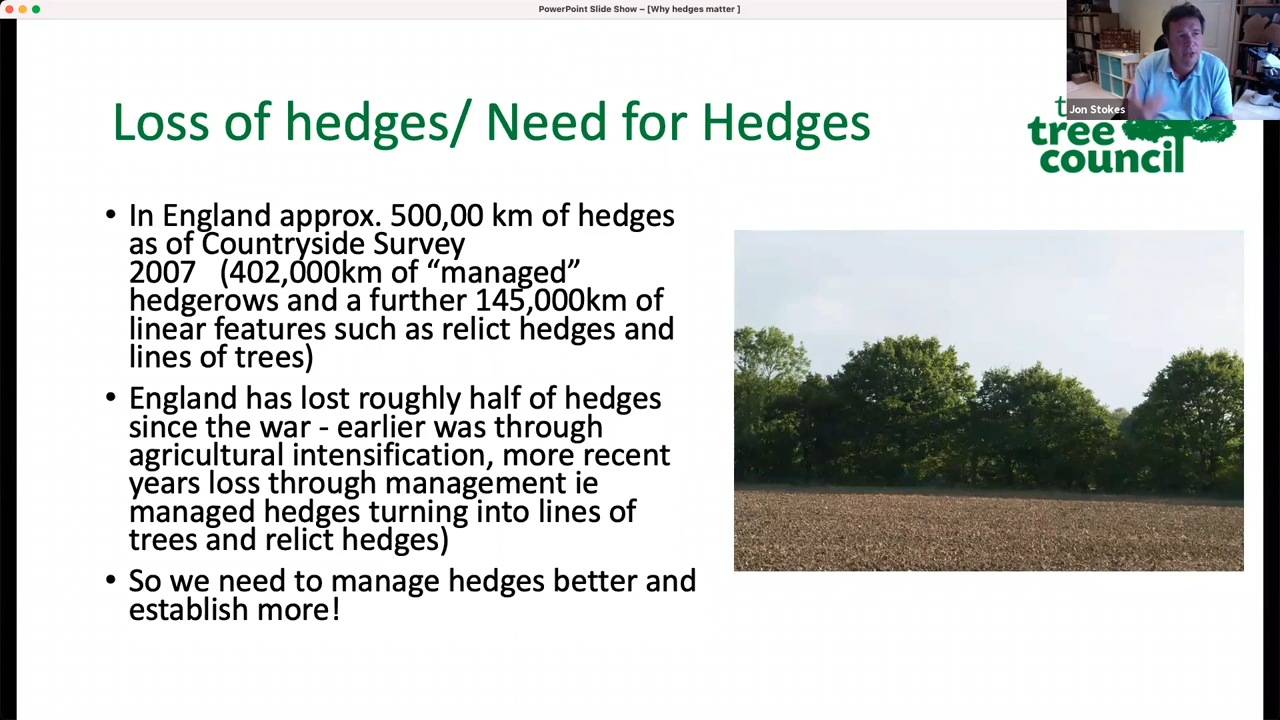 PowerPoint Slide Show – [Why hedges matter ]
Jon Stokes
Loss of hedges/ Need for Hedges
tree
council
• In England approx. 500,00 km of hedges
as of Countryside Survey
2007 (402,000km of “managed”
hedgerows and a further 145,000km of
linear features such as relict hedges and
lines of trees)
• England has lost roughly half of hedges
since the war - earlier was through
agricultural intensification, more recent
years loss through management ie
managed hedges turning into lines of
trees and relict hedges)
• So we need to manage hedges better and
establish more!